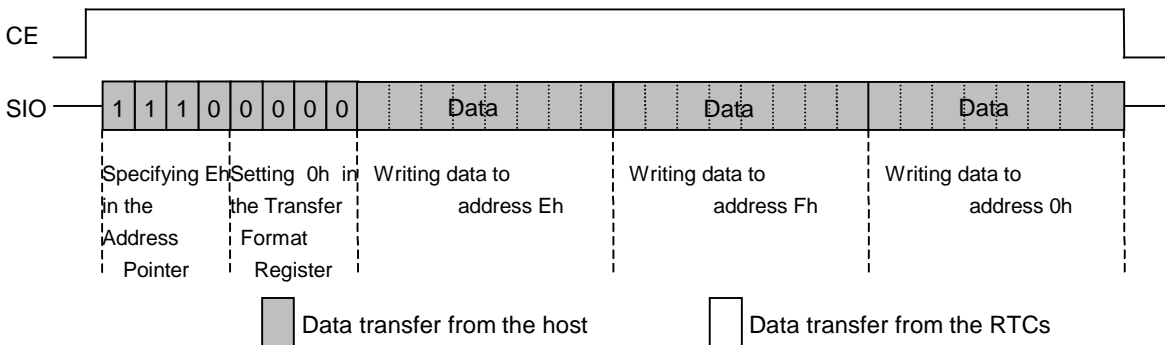 CE
SIO 1 1 1 0 0 0 0 0 Data Data Data
Specifying Eh Setting 0h in Writing data to Writing data to Writing data to
in the the Transfer address Eh address Fh address 0h
Address Format
Pointer Register
Data transfer from the host Data transfer from the RTCs